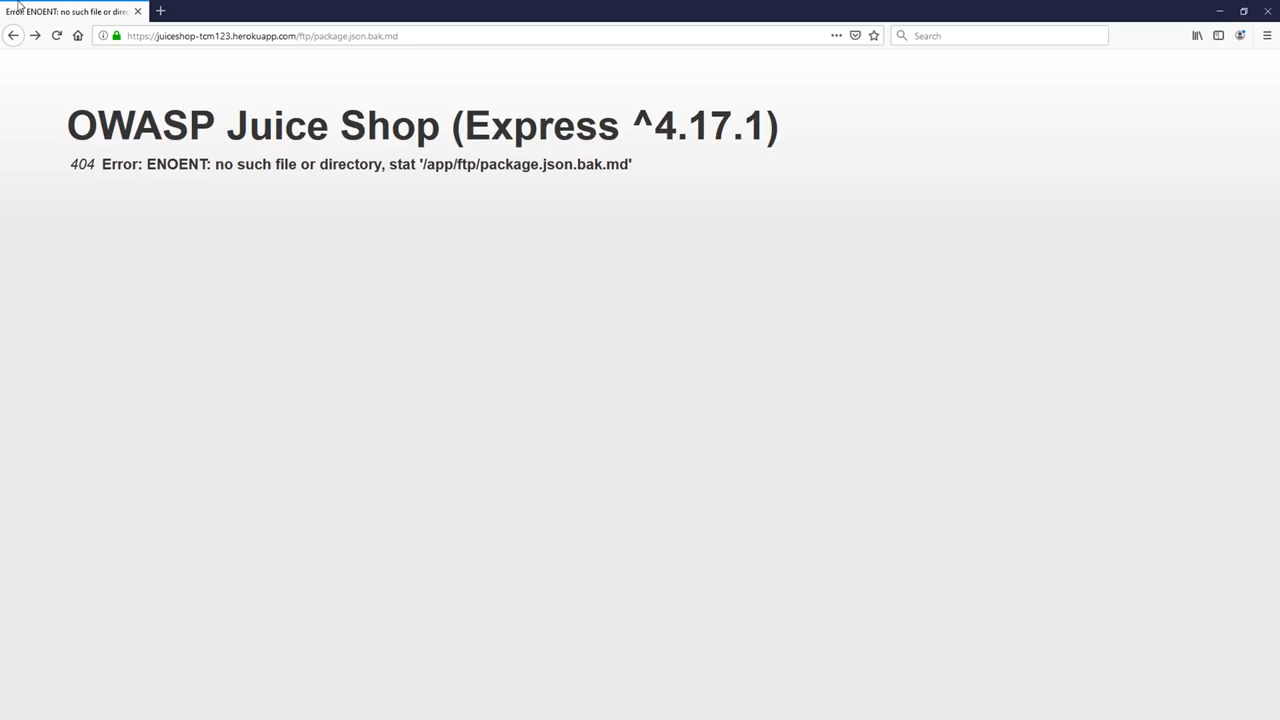 Error: ENOENT: no such file or direc
https://juiceshop-tcm123.herokuapp.com/ftp/package.json.bak.md
Search
OWASP Juice Shop (Express ^4.17.1)
404 Error: ENOENT: no such file or directory, stat '/app/ftp/package.json.bak.md'